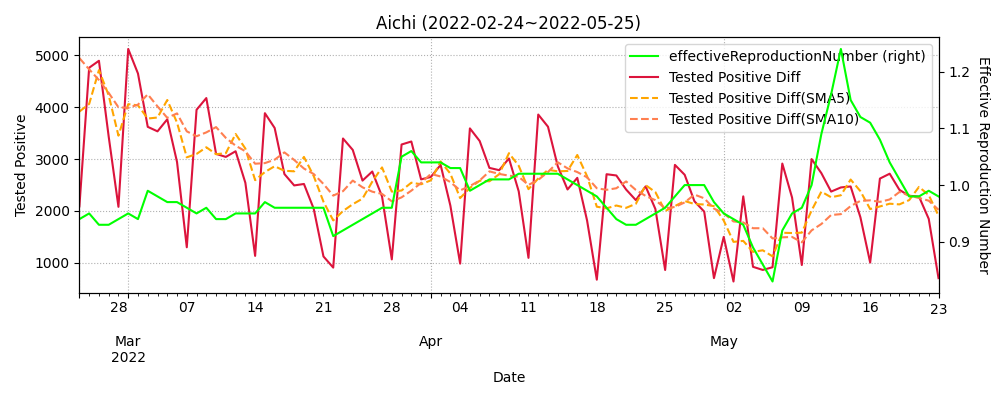 Aichi (2022-02-24~2022-05-25)
effectiveReproductionNumber (right)
Tested Positive Diff
Tested Positive Diff(SMA5)
Tested Positive Diff(SMA10)
Tested Positive
5000
4000
3000
2000
1000
Effective Reproduction Number
1.2
1.1
1.0
0.9
28 07 14 21 28 04 11 18 25 02 09 16 23
Mar Apr May
2022
Date